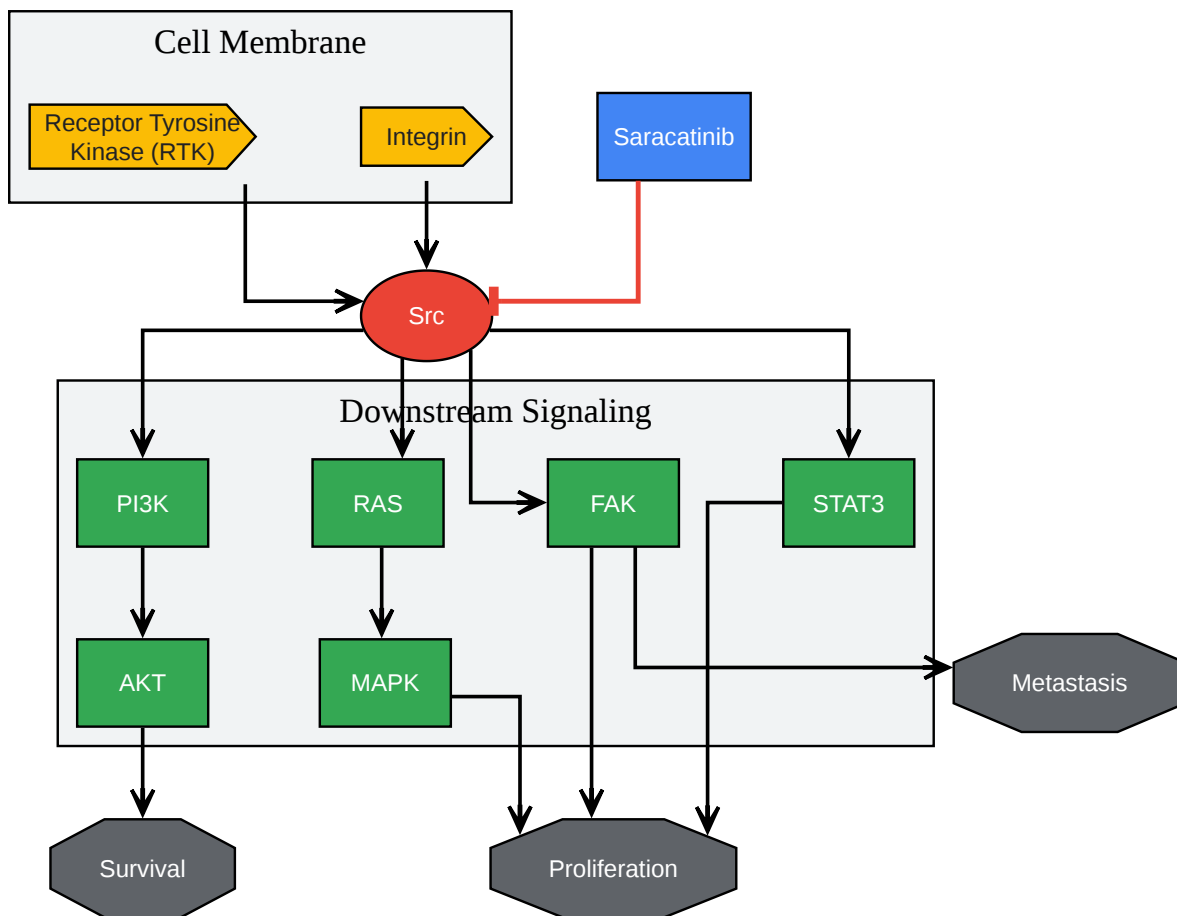 Cell Membrane
Receptor Tyrosine
Kinase (RTK)
Integrin
Saracatinib
Src
Downstream Signaling
PI3K
RAS
FAK
STAT3
AKT
MAPK
Metastasis
Survival
Proliferation